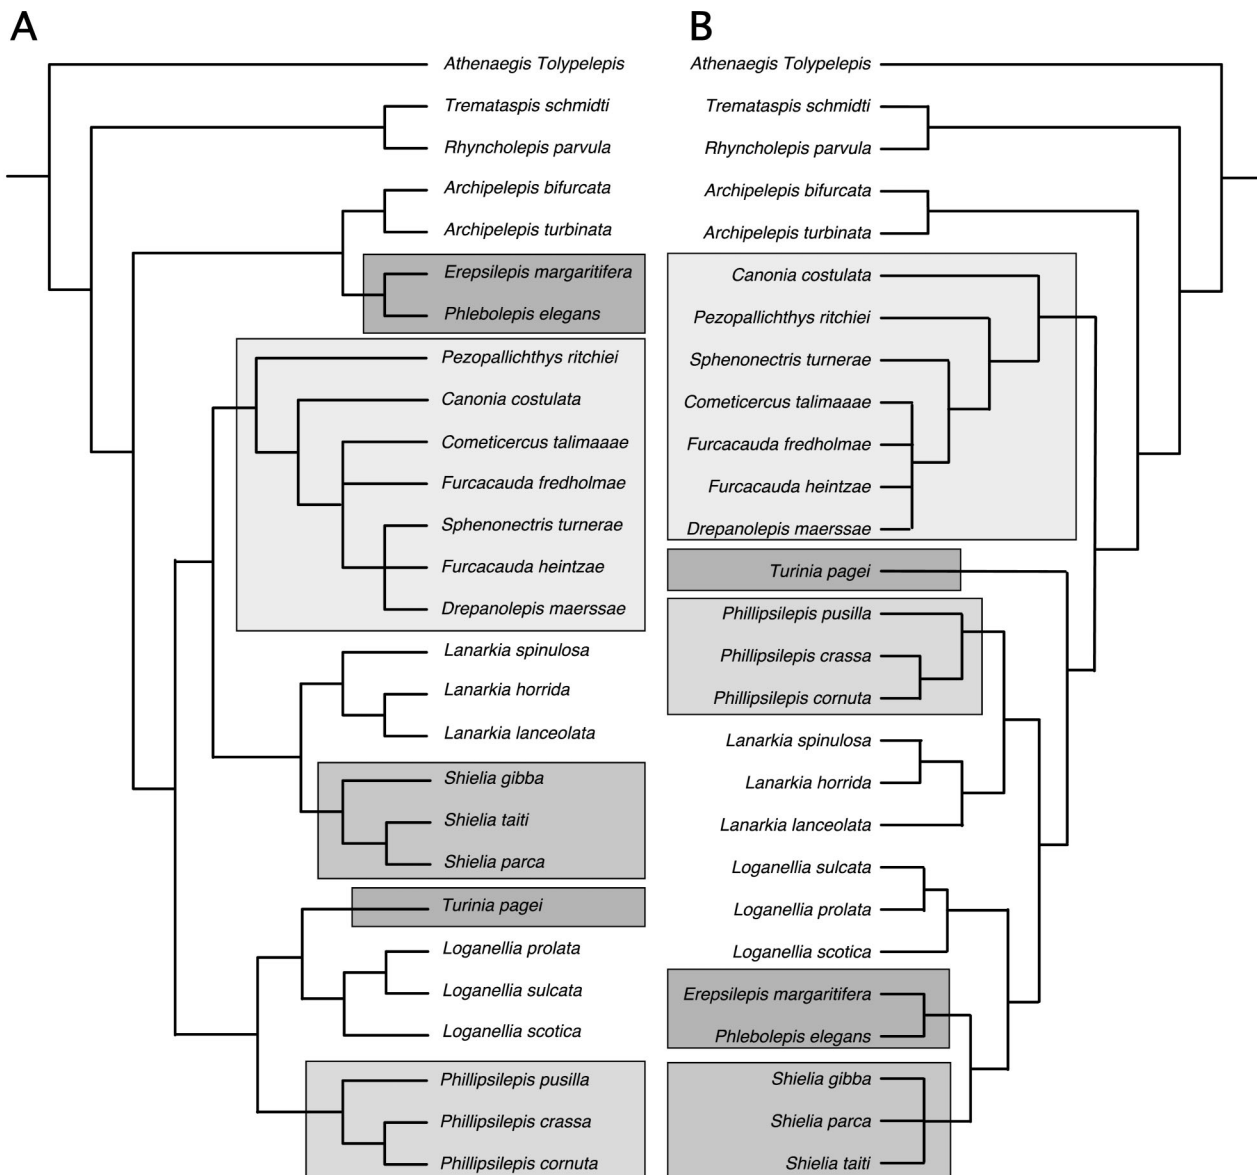 A
Athenaegis Tolypelepis
Tremataspis schmidti
Rhyncholepis parvula
Archipelepis bifurcata
Archipelepis turbinata
Erepsilepis margaritifera
Phlebolepis elegans
Pezopallichthys ritchiei
Canonia costulata
Cometicercus talimaaae
Furcacauda fredholmae
Sphenonectris turnerae
Furcacauda heintzae
Drepanolepis maerssae
Lanarkia spinulosa
Lanarkia horrida
Lanarkia lanceolata
Shielia gibba
Shielia taiti
Shielia parca
Turinia pagei
Loganellia prolata
Loganellia sulcata
Loganellia scotica
Phillipsilepis pusilla
Phillipsilepis crassa
Phillipsilepis cornuta
B
Athenaegis Tolypelepis
Tremataspis schmidti
Rhyncholepis parvula
Archipelepis bifurcata
Archipelepis turbinata
Canonia costulata
Pezopallichthys ritchiei
Sphenonectris turnerae
Cometicercus talimaaae
Furcacauda fredholmae
Furcacauda heintzae
Drepanolepis maerssae
Turinia pagei
Phillipsilepis pusilla
Phillipsilepis crassa
Phillipsilepis cornuta
Lanarkia spinulosa
Lanarkia horrida
Lanarkia lanceolata
Loganellia sulcata
Loganellia prolata
Loganellia scotica
Erepsilepis margaritifera
Phlebolepis elegans
Shielia gibba
Shielia parca
Shielia taiti